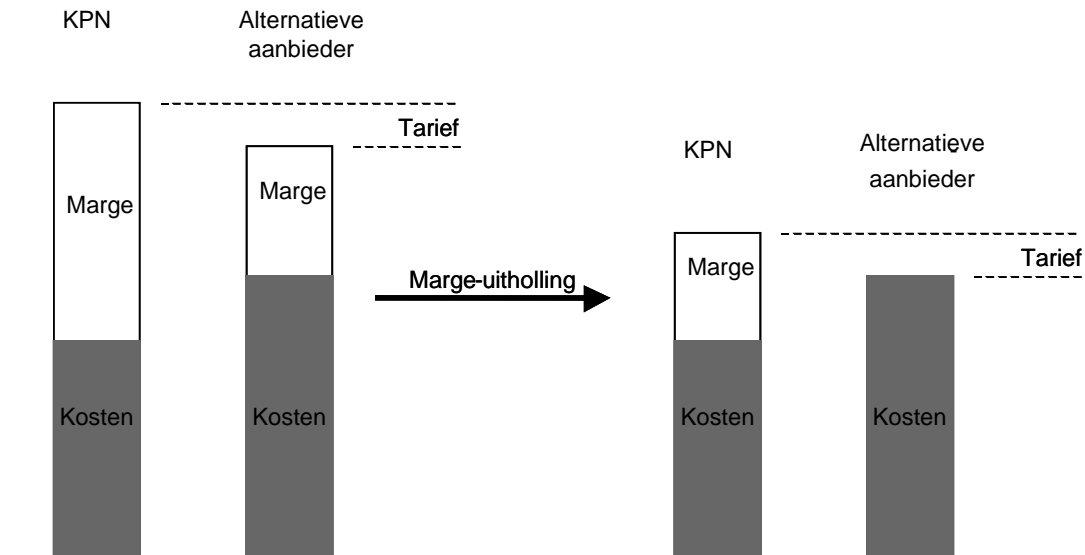 KPN
Alternatieve
aanbieder
Tarief
Marge
Marge
Kosten
Kosten
Marge-uitholling
KPN
Alternatieve
aanbieder
Tarief
Marge
Kosten
Kosten